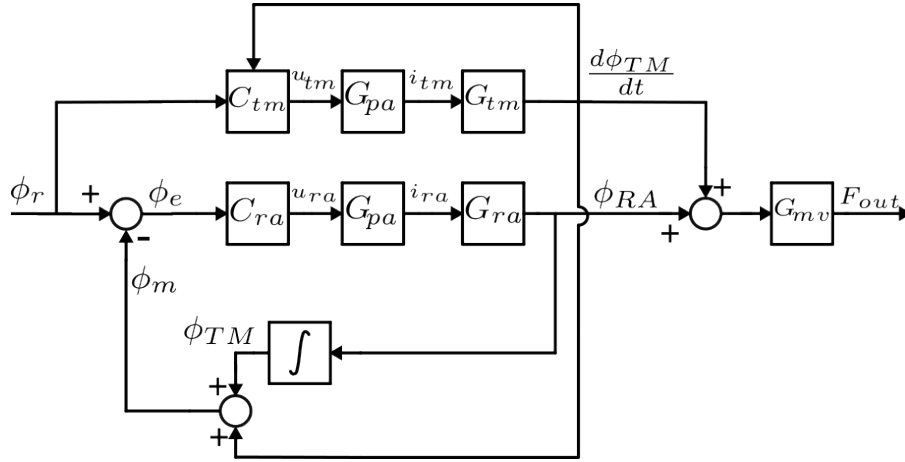 dϕ_TM/dt
u_tm
i_tm
C_tm
G_pa
G_tm
ϕ_r
+
ϕ_e
u_ra
i_ra
ϕ_RA
+
F_out
C_ra
G_pa
G_ra
G_mv
-
+
ϕ_m
ϕ_TM
∫
+
+